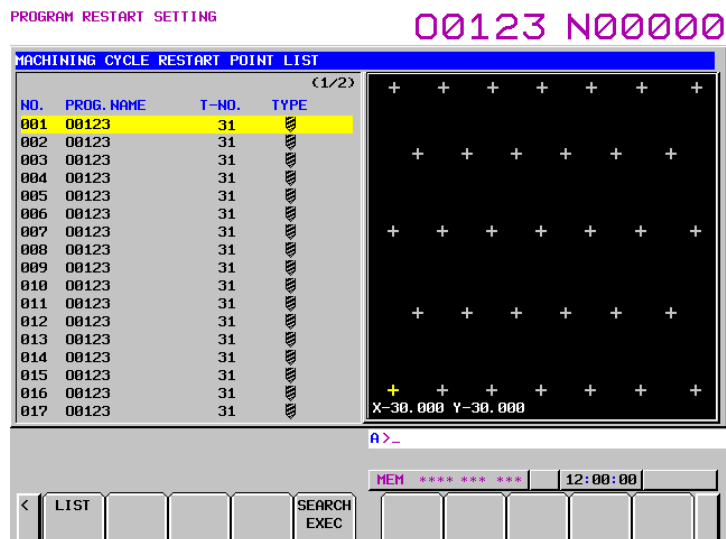 PROGRAM RESTART SETTING
O0123 N00000
MACHINING CYCLE RESTART POINT LIST
(1/2)
NO. PROG.NAME T-NO. TYPE
001 O0123 31
002 O0123 31
003 O0123 31
004 O0123 31
005 O0123 31
006 O0123 31
007 O0123 31
008 O0123 31
009 O0123 31
010 O0123 31
011 O0123 31
012 O0123 31
013 O0123 31
014 O0123 31
015 O0123 31
016 O0123 31
017 O0123 31
X-30.000 Y-30.000
A>_
MEM **** *** *** 12:00:00
< LIST SEARCH
EXEC